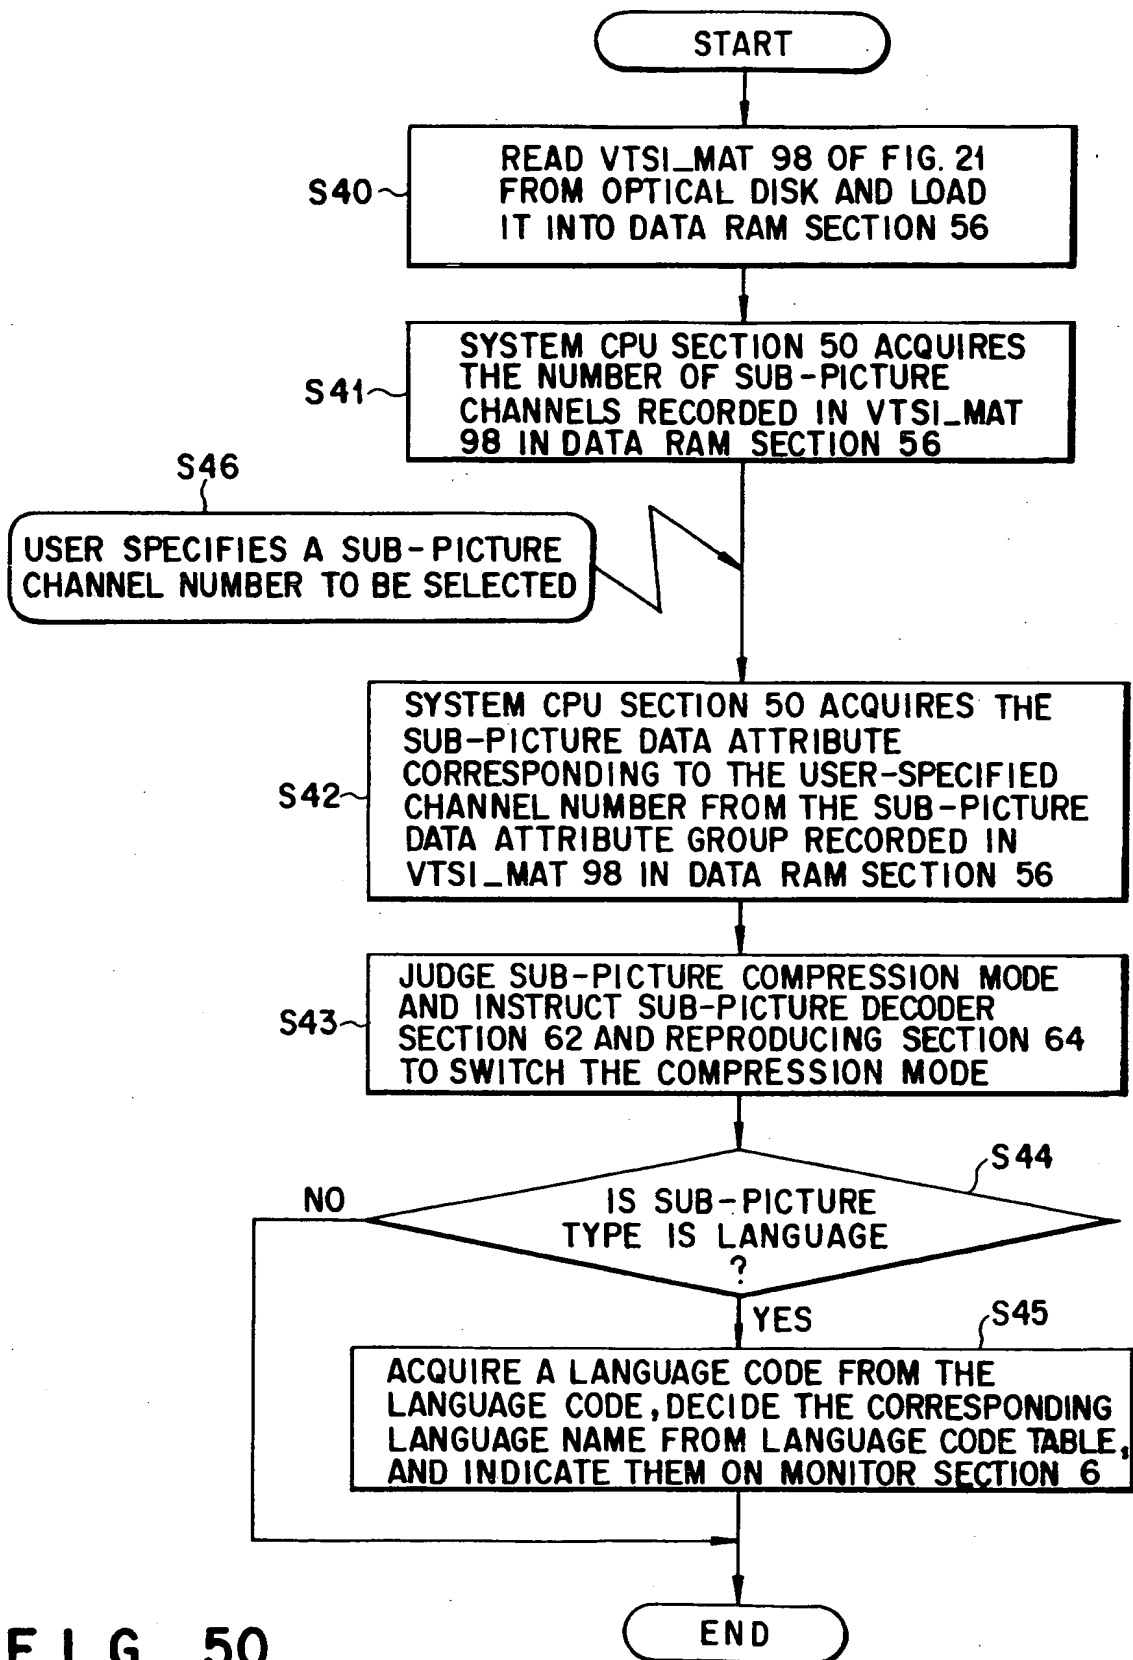 START
S40
READ VTSI_MAT 98 OF FIG. 21
FROM OPTICAL DISK AND LOAD
IT INTO DATA RAM SECTION 56
S41
SYSTEM CPU SECTION 50 ACQUIRES
THE NUMBER OF SUB-PICTURE
CHANNELS RECORDED IN VTSI_MAT
98 IN DATA RAM SECTION 56
S46
USER SPECIFIES A SUB-PICTURE
CHANNEL NUMBER TO BE SELECTED
S42
SYSTEM CPU SECTION 50 ACQUIRES THE
SUB-PICTURE DATA ATTRIBUTE
CORRESPONDING TO THE USER-SPECIFIED
CHANNEL NUMBER FROM THE SUB-PICTURE
DATA ATTRIBUTE GROUP RECORDED IN
VTSI_MAT 98 IN DATA RAM SECTION 56
S43
JUDGE SUB-PICTURE COMPRESSION MODE
AND INSTRUCT SUB-PICTURE DECODER
SECTION 62 AND REPRODUCING SECTION 64
TO SWITCH THE COMPRESSION MODE
S44
NO
IS SUB-PICTURE
TYPE IS LANGUAGE
?
YES
S45
ACQUIRE A LANGUAGE CODE FROM THE
LANGUAGE CODE, DECIDE THE CORRESPONDING
LANGUAGE NAME FROM LANGUAGE CODE TABLE,
AND INDICATE THEM ON MONITOR SECTION 6
END
FIG. 50